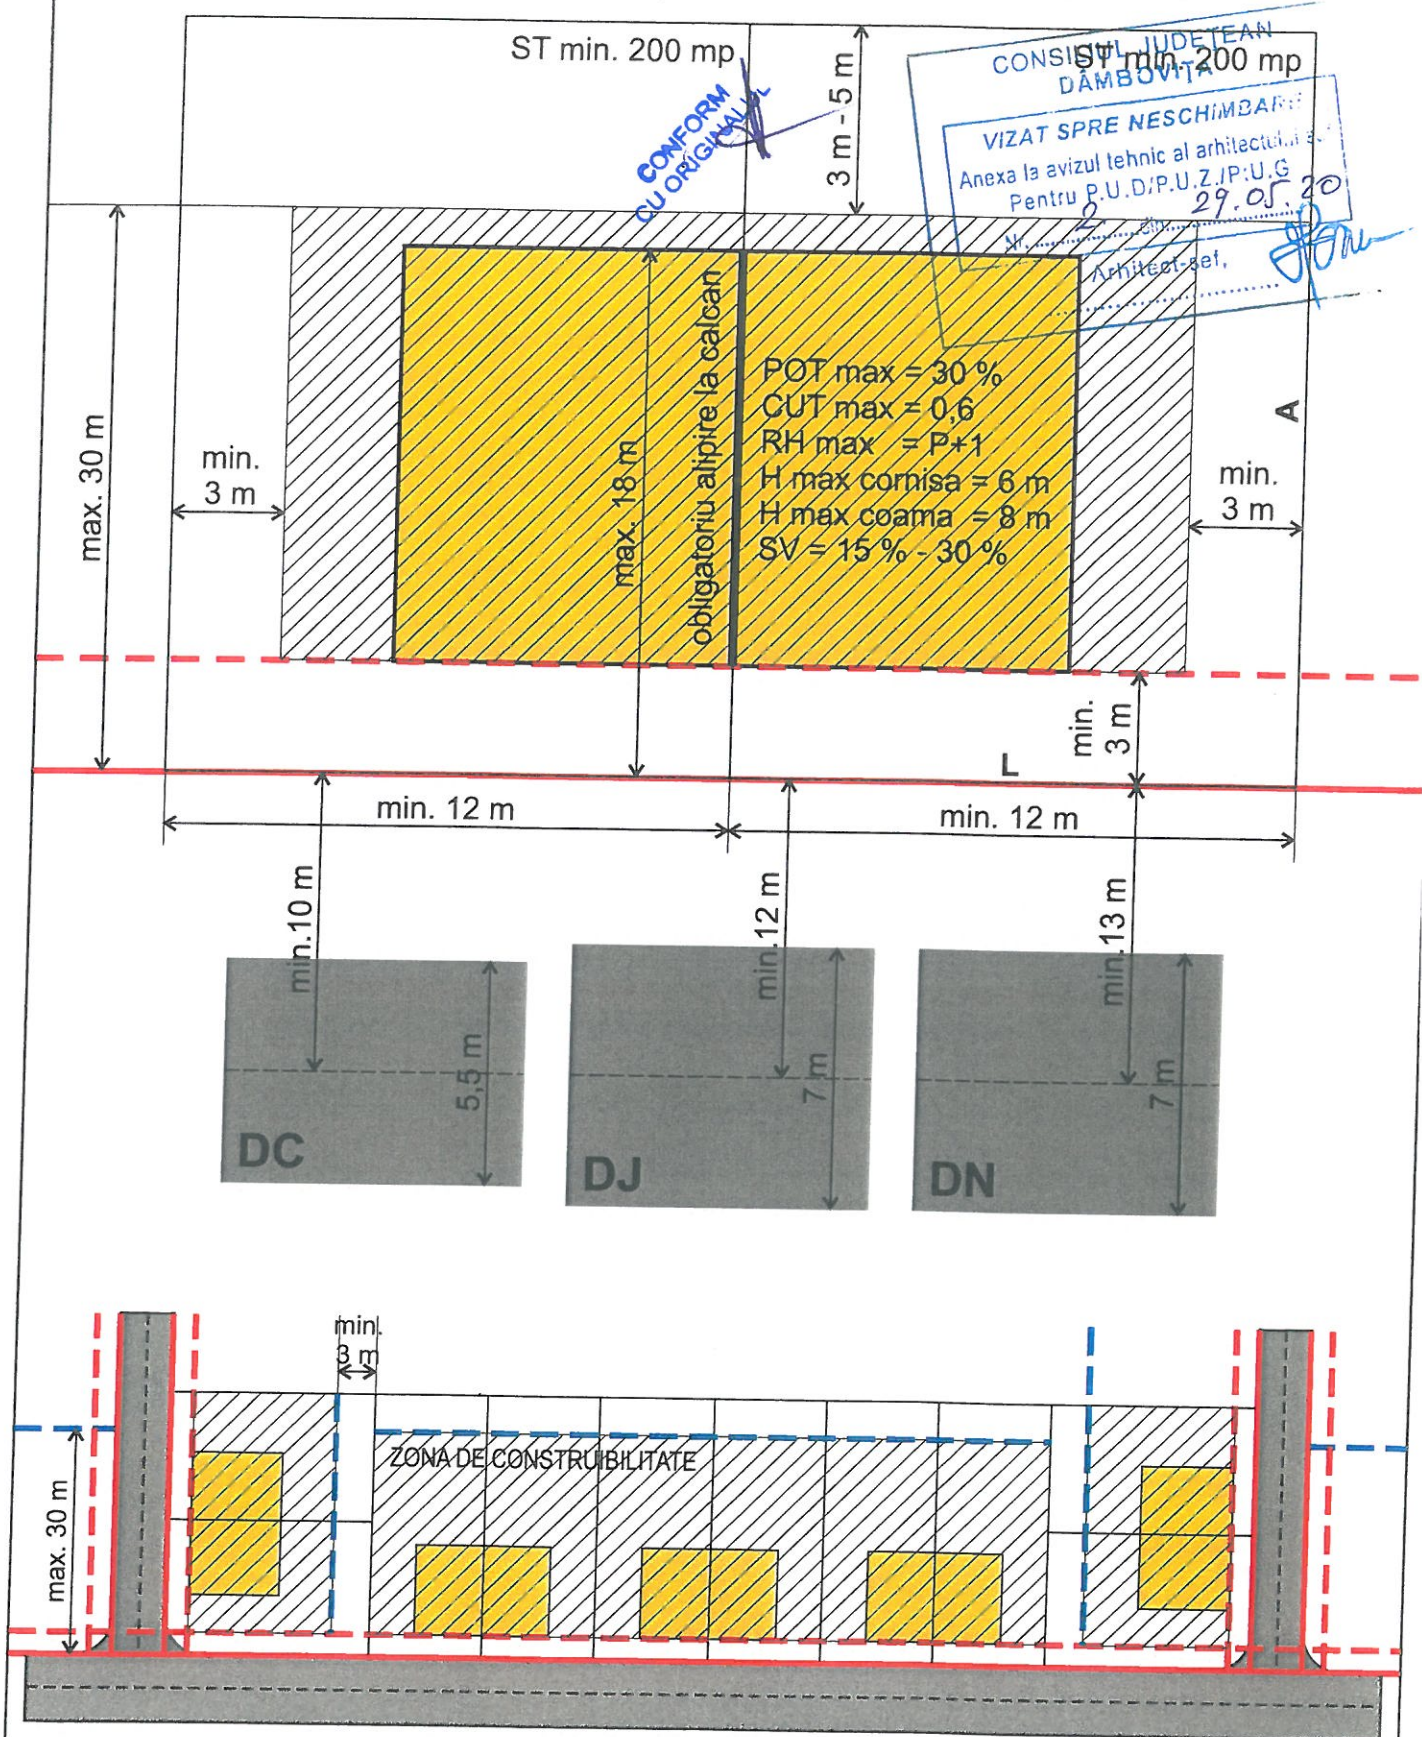 ST min. 200 mp
ST min. 200 mp
3 m - 5 m
CONFORM
CU ORIGINALUL
CONSILIUL JUDEȚEAN
DÂMBOVIȚA
VIZAT SPRE NESCHIMBARE
Anexa la avizul tehnic al arhitectului
Pentru P.U.D/P.U.Z./P.U.G
Nr. 2 din 29.05.20
Arhitect-șef,
max. 30 m
min.
3 m
max. 18 m
obligatoriu alipire la calcan
POT max = 30 %
CUT max = 0,6
RH max = P+1
H max cornisa = 6 m
H max coama = 8 m
SV = 15 % - 30 %
A
min.
3 m
min.
3 m
L
min. 12 m
min. 12 m
min.10 m
min.12 m
min.13 m
5,5 m
7 m
7 m
DC
DJ
DN
min.
3 m
ZONA DE CONSTRUIBILITATE
max. 30 m